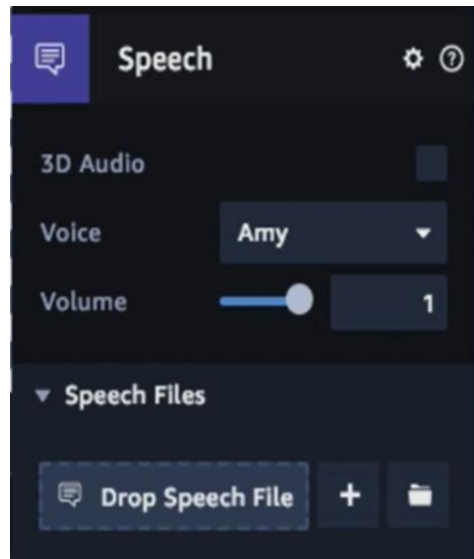 Speech
3D Audio
Voice Amy
Volume 1
Speech Files
Drop Speech File +